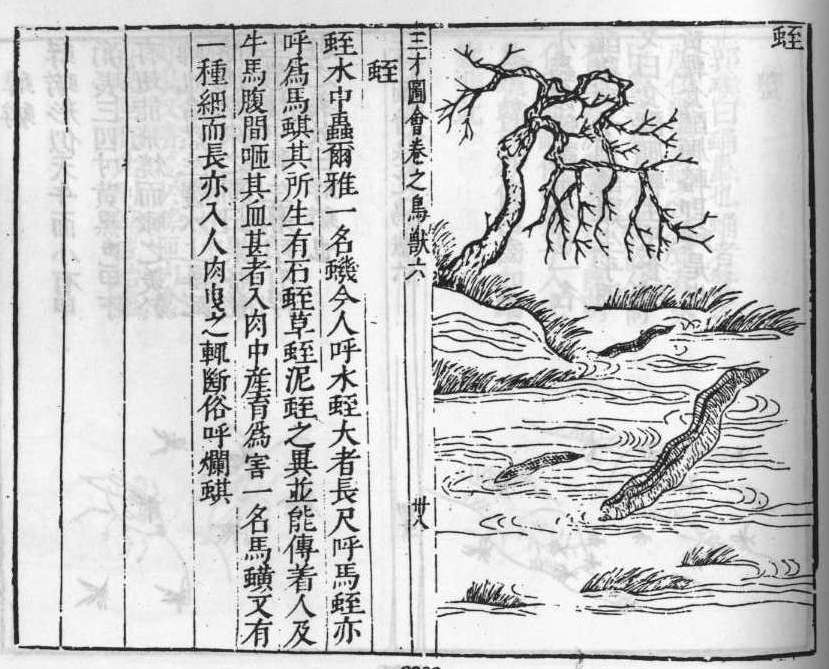 蛭
三才圖會卷之鳥獸六
廿八
蛭
蛭水中蟲爾雅一名蟣今人呼水蛭大者長尺呼馬蛭亦
呼爲馬蜞其所生有石蛭草蛭泥蛭之異並能傳着人及
牛馬腹間咂其血甚者入肉中產育爲害一名馬蟥又有
一種細而長亦入人肉曳之輒斷俗呼爛蜞